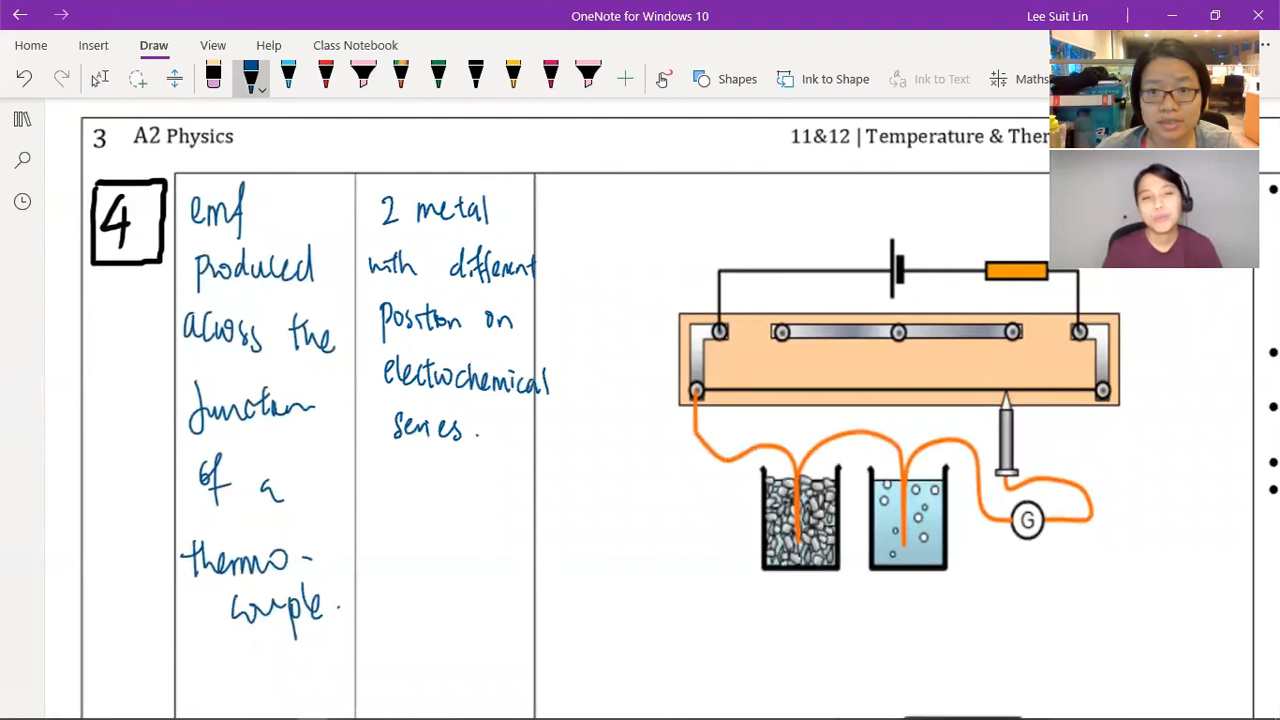 OneNote for Windows 10
Lee Suit Lin
Home Insert Draw View Help Class Notebook
Shapes Ink to Shape Ink to Text Maths
3 A2 Physics
11&12 | Temperature & Ther
4
emf
produced
across the
junction
of a
thermo-
couple.
2 metal
with different
position on
electrochemical
series.
G